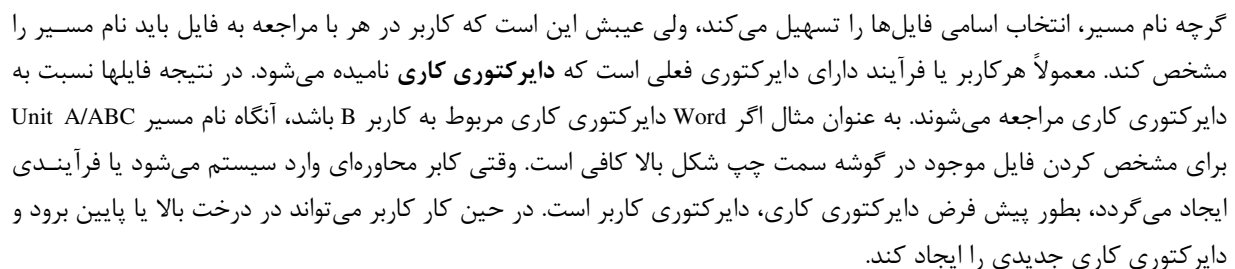 گرچه نام مسیر، انتخاب اسامی فایل‌ها را تسهیل می‌کند، ولی عیبش این است که کاربر در هر با مراجعه به فایل باید نام مسیر را
مشخص کند. معمولاً هرکاربر یا فرآیند دارای دایرکتوری فعلی است که دایرکتوری کاری نامیده می‌شود. در نتیجه فایلها نسبت به
دایرکتوری کاری مراجعه می‌شوند. به عنوان مثال اگر Word دایرکتوری کاری مربوط به کاربر B باشد، آنگاه نام مسیر Unit A/ABC
برای مشخص کردن فایل موجود در گوشه سمت چپ شکل بالا کافی است. وقتی کابر محاوره‌ای وارد سیستم می‌شود یا فرآیندی
ایجاد می‌گردد، بطور پیش فرض دایرکتوری کاری، دایرکتوری کاربر است. در حین کار کاربر می‌تواند در درخت بالا یا پایین برود و
دایرکتوری کاری جدیدی را ایجاد کند.